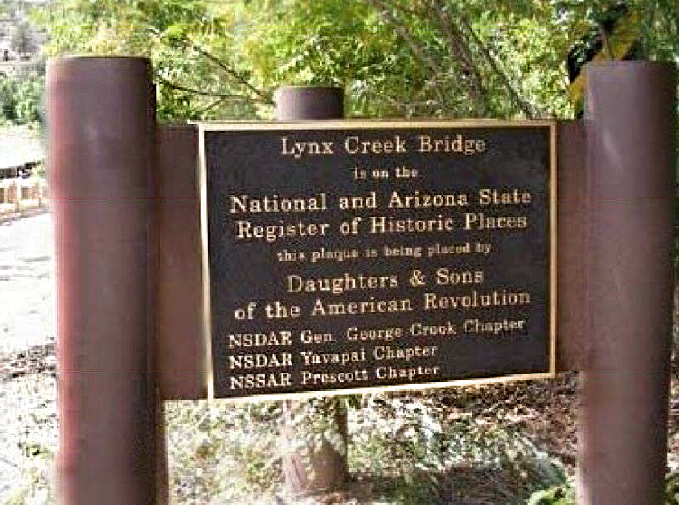 Lynx Creek Bridge
is on the
National and Arizona State
Register of Historic Places
this plaque is being placed by
Daughters & Sons
of the American Revolution
NSDAR Gen. George Crook Chapter
NSDAR Yavapai Chapter
NSSAR Prescott Chapter